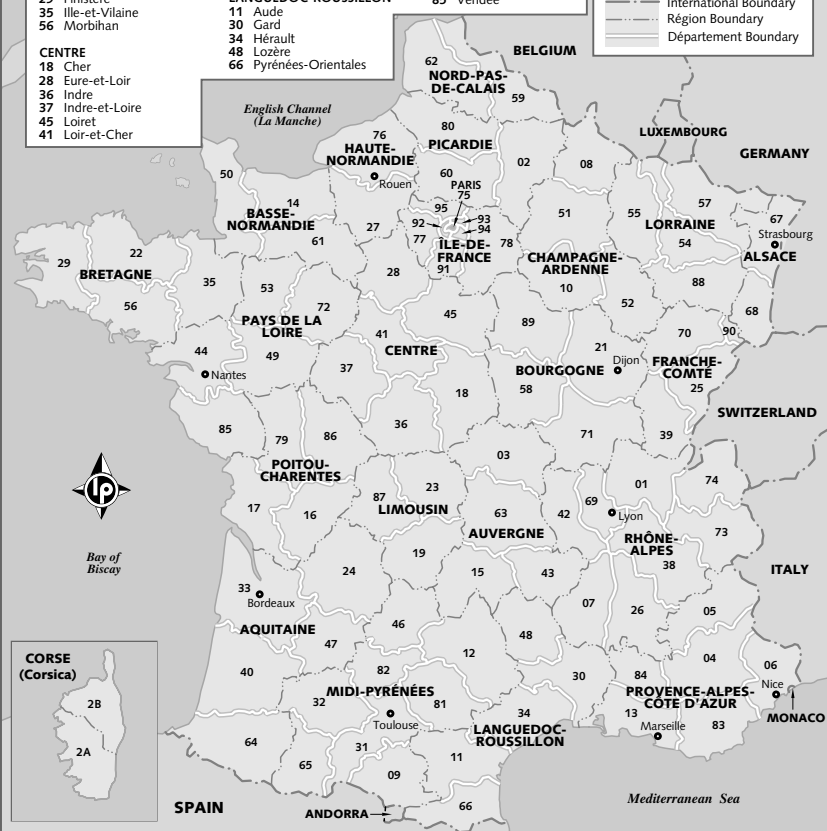 29 Finistère
35 Ille-et-Vilaine
56 Morbihan
CENTRE
18 Cher
28 Eure-et-Loir
36 Indre
37 Indre-et-Loire
45 Loiret
41 Loir-et-Cher
LANGUEDOC-ROUSSILLON
11 Aude
30 Gard
34 Hérault
48 Lozère
66 Pyrénées-Orientales
85 Vendée
International Boundary
Région Boundary
Département Boundary
BELGIUM
62
NORD-PAS-
DE-CALAIS
59
English Channel
(La Manche)
LUXEMBOURG
GERMANY
76
HAUTE-
NORMANDIE
Rouen
80
PICARDIE
02
08
60
PARIS
75
50
14
BASSE-
NORMANDIE
61
27
95
92
93
94
77
ÎLE-DE-
FRANCE
91
78
51
CHAMPAGNE-
ARDENNE
10
55
57
LORRAINE
54
67
Strasbourg
ALSACE
88
68
52
22
29
BRETAGNE
56
35
53
72
PAYS DE LA
LOIRE
28
45
41
CENTRE
89
21
Dijon
BOURGOGNE
58
70
90
FRANCHE-
COMTÉ
25
44
Nantes
49
37
18
SWITZERLAND
85
79
86
36
71
39
POITOU-
CHARENTES
03
17
16
87
23
LIMOUSIN
63
AUVERGNE
42
69
Lyon
01
74
RHÔNE-
ALPES
38
73
lp
Bay of
Biscay
19
24
15
43
ITALY
33
Bordeaux
07
26
05
AQUITAINE
47
46
48
12
CORSE
(Corsica)
2B
2A
40
82
32
MIDI-PYRÉNÉES
Toulouse
81
30
84
04
06
PROVENCE-ALPES-
CÔTE D'AZUR
Nice
MONACO
13
Marseille
83
34
LANGUEDOC-
ROUSSILLON
64
65
31
09
11
66
SPAIN
ANDORRA
Mediterranean Sea